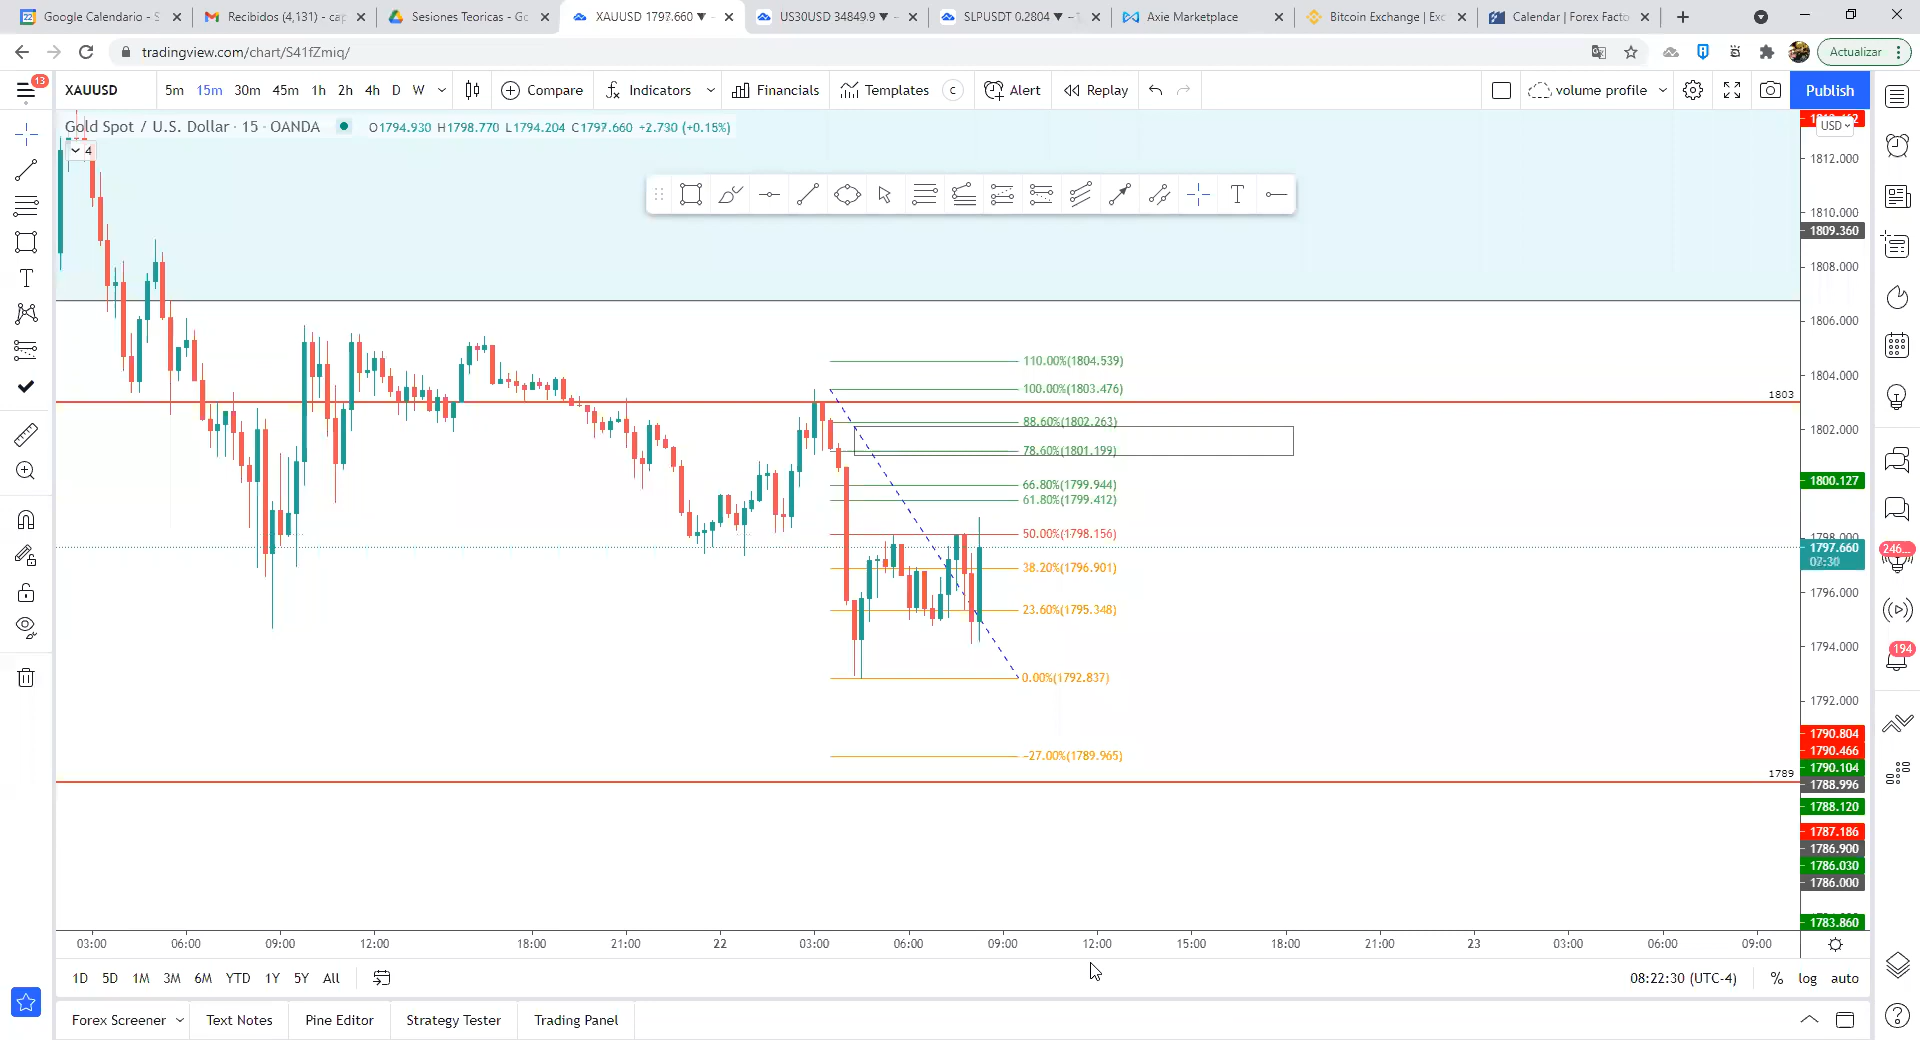 Google Calendario - S
Recibidos (4,131) - cap
Sesiones Teoricas - Go
XAUUSD 1797.660 ▼
US30USD 34849.9 ▼ –
SLPUSDT 0.2804 ▼ –
Axie Marketplace
Bitcoin Exchange | Exc
Calendar | Forex Facto
tradingview.com/chart/S41fZmiq/
Actualizar
13
XAUUSD
5m 15m 30m 45m 1h 2h 4h D W
Compare
Indicators
Financials
Templates
C
Alert
Replay
volume profile
Publish
Gold Spot / U.S. Dollar · 15 · OANDA
O1794.930 H1798.770 L1794.204 C1797.660 +2.730 (+0.15%)
4
USD
1812.000
1810.000
1809.360
1808.000
1806.000
1804.000
1803
1802.000
1800.127
1798.000
1797.660
07:30
1796.000
1794.000
1792.000
1790.804
1790.466
1790.104
1789
1788.996
1788.120
1787.186
1786.900
1786.030
1786.000
1783.860
110.00%(1804.539)
100.00%(1803.476)
88.60%(1802.263)
78.60%(1801.199)
66.80%(1799.944)
61.80%(1799.412)
50.00%(1798.156)
38.20%(1796.901)
23.60%(1795.348)
0.00%(1792.837)
-27.00%(1789.965)
246...
194
03:00 06:00 09:00 12:00 18:00 21:00 22 03:00 06:00 09:00 12:00 15:00 18:00 21:00 23 03:00 06:00 09:00
1D 5D 1M 3M 6M YTD 1Y 5Y All
08:22:30 (UTC-4)
% log auto
Forex Screener
Text Notes
Pine Editor
Strategy Tester
Trading Panel